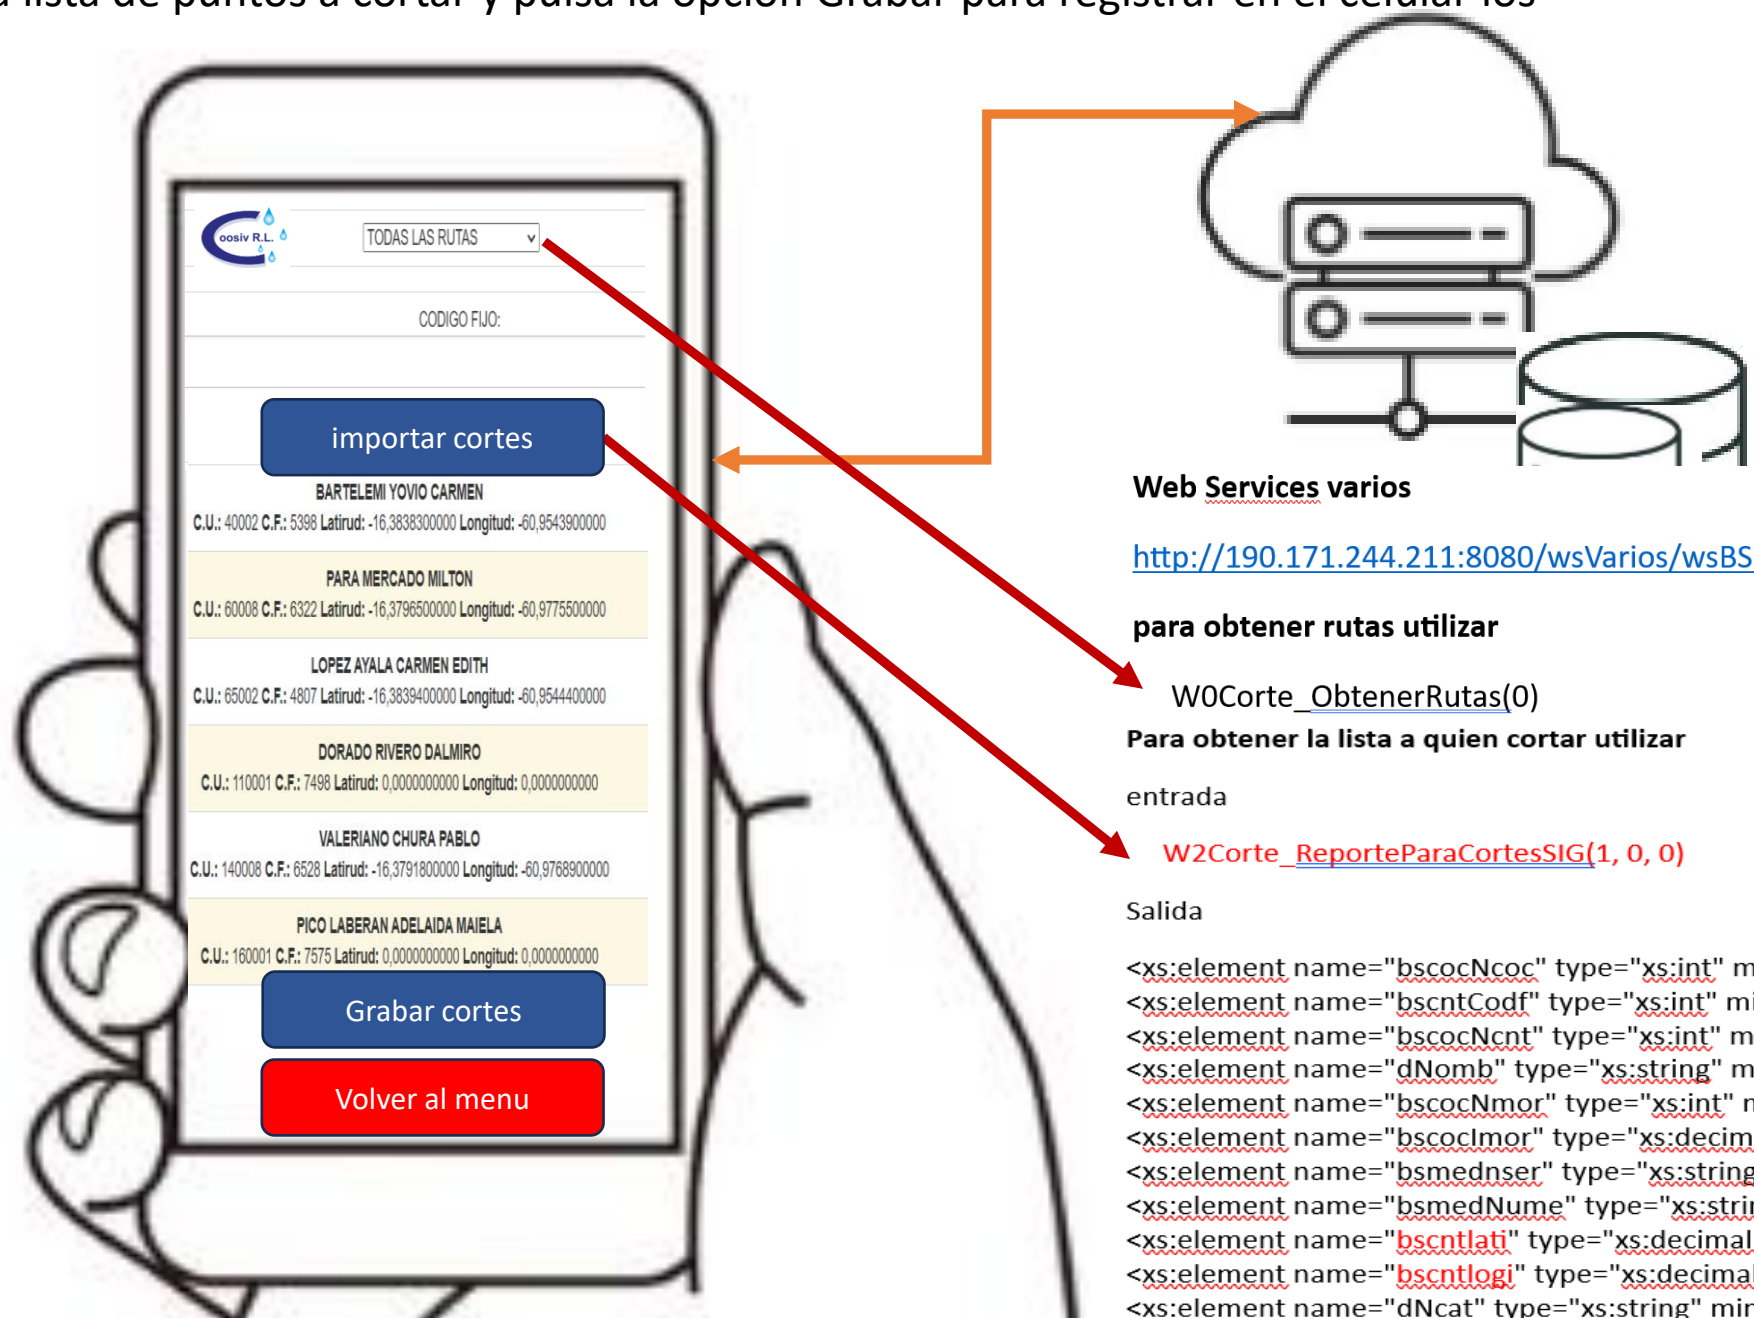 lista de puntos a cortar y pulsa la opción Grabar para registrar en el celular los
oosiv R.L.
TODAS LAS RUTAS
CODIGO FIJO:
importar cortes
BARTELEMI YOVIO CARMEN
C.U.: 40002 C.F.: 5398 Latirud: -16,3838300000 Longitud: -60,9543900000
PARA MERCADO MILTON
C.U.: 60008 C.F.: 6322 Latirud: -16,3796500000 Longitud: -60,9775500000
LOPEZ AYALA CARMEN EDITH
C.U.: 65002 C.F.: 4807 Latirud: -16,3839400000 Longitud: -60,9544400000
DORADO RIVERO DALMIRO
C.U.: 110001 C.F.: 7498 Latirud: 0,0000000000 Longitud: 0,0000000000
VALERIANO CHURA PABLO
C.U.: 140008 C.F.: 6528 Latirud: -16,3791800000 Longitud: -60,9768900000
PICO LABERAN ADELAIDA MAIELA
C.U.: 160001 C.F.: 7575 Latirud: 0,0000000000 Longitud: 0,0000000000
Grabar cortes
Volver al menu
Web Services varios
http://190.171.244.211:8080/wsVarios/wsBS
para obtener rutas utilizar
W0Corte_ObtenerRutas(0)
Para obtener la lista a quien cortar utilizar
entrada
W2Corte_ReporteParaCortesSIG(1, 0, 0)
Salida
<xs:element name="bscocNcoc" type="xs:int" m
<xs:element name="bscntCodf" type="xs:int" mi
<xs:element name="bscocNcnt" type="xs:int" m
<xs:element name="dNomb" type="xs:string" m
<xs:element name="bscocNmor" type="xs:int" n
<xs:element name="bscocImor" type="xs:decim
<xs:element name="bsmednser" type="xs:string
<xs:element name="bsmedNume" type="xs:strin
<xs:element name="bscntlati" type="xs:decimal
<xs:element name="bscntlogi" type="xs:decimal
<xs:element name="dNcat" type="xs:string" min